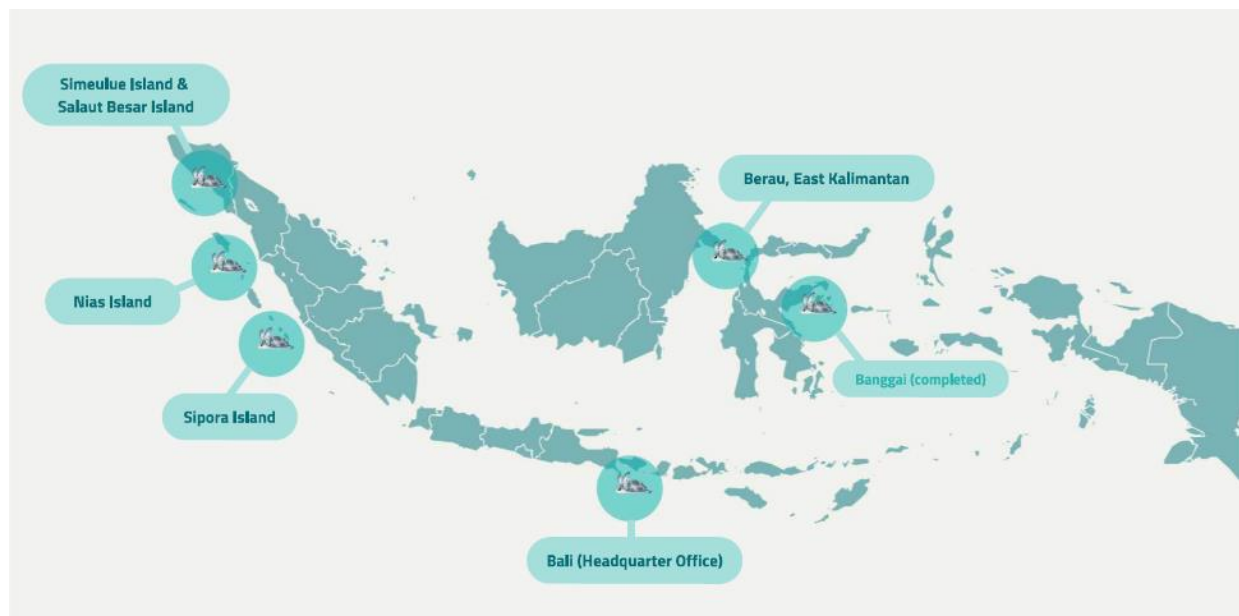 Simeulue Island &
Salaut Besar Island
Berau, East Kalimantan
Nias Island
Banggai (completed)
Sipora Island
Bali (Headquarter Office)